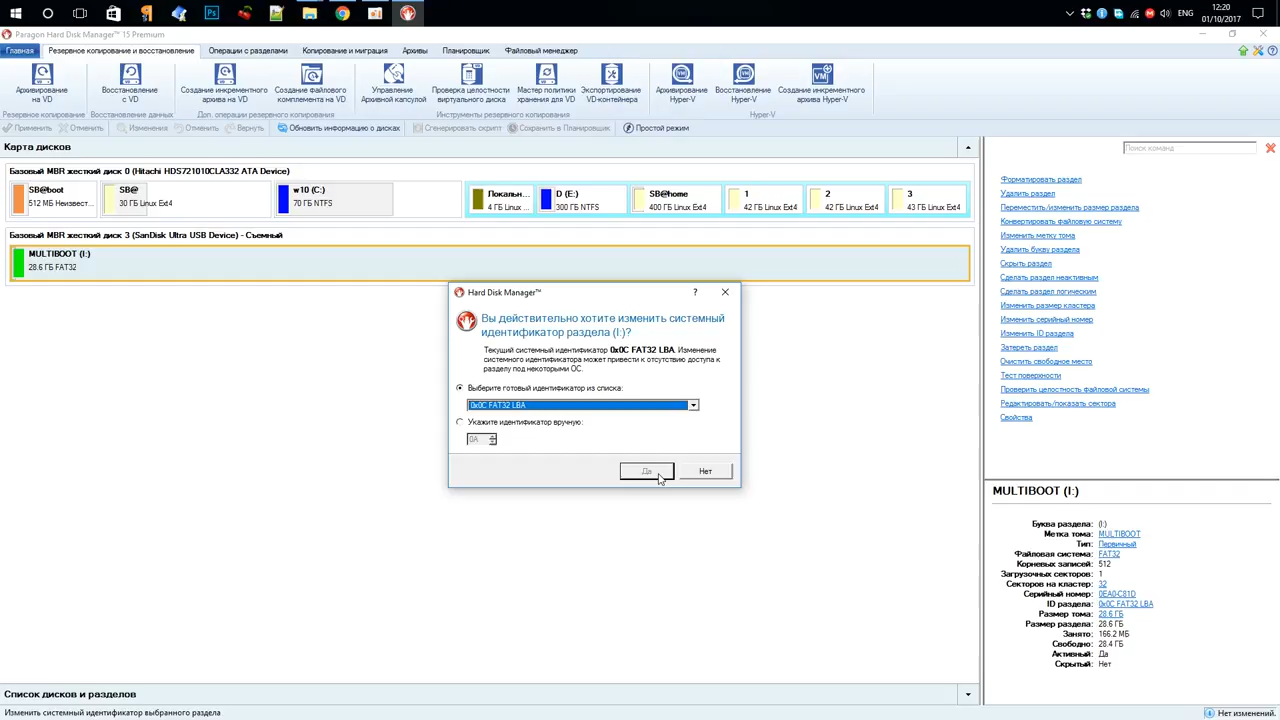 ENG
12:20
01/10/2017
Paragon Hard Disk Manager™ 15 Premium
Главная Резервное копирование и восстановление Операции с разделами Копирование и миграция Архивы Планировщик Файловый менеджер
Архивирование на VD
Восстановление с VD
Создание инкрементного архива на VD
Создание файлового комплемента на VD
Управление Архивной капсулой
Проверка целостности виртуального диска
Мастер политики хранения для VD
Экспортирование VD-контейнера
Архивирование Hyper-V
Восстановление Hyper-V
Создание инкрементного архива Hyper-V
Резервное копирование Восстановление данных Доп. операции резервного копирования Инструменты резервного копирования Hyper-V
Применить Отменить Изменения Отменить Вернуть Обновить информацию о дисках Сгенерировать скрипт Сохранить в Планировщик Простой режим
Карта дисков
Поиск команд
Базовый MBR жесткий диск 0 (Hitachi HDS721010CLA332 ATA Device)
SB@boot
512 МБ Неизвест...
SB@
30 ГБ Linux Ext4
w10 (C:)
70 ГБ NTFS
Локальн...
4 ГБ Linux ...
D (E:)
300 ГБ NTFS
SB@home
400 ГБ Linux Ext4
1
42 ГБ Linux Ext4
2
42 ГБ Linux Ext4
3
43 ГБ Linux Ext4
Базовый MBR жесткий диск 3 (SanDisk Ultra USB Device) - Съемный
MULTIBOOT (I:)
28.6 ГБ FAT32
Hard Disk Manager™
?
Вы действительно хотите изменить системный
идентификатор раздела (I:)?
Текущий системный идентификатор 0x0C FAT32 LBA. Изменение
системного идентификатора может привести к отсутствию доступа к
разделу под некоторыми ОС.
Выберите готовый идентификатор из списка:
0x0C FAT32 LBA
Укажите идентификатор вручную:
0A
Да Нет
Форматировать раздел
Удалить раздел
Переместить/изменить размер раздела
Конвертировать файловую систему
Изменить метку тома
Удалить букву раздела
Скрыть раздел
Сделать раздел неактивным
Сделать раздел логическим
Изменить размер кластера
Изменить серийный номер
Изменить ID раздела
Затереть раздел
Очистить свободное место
Тест поверхности
Проверить целостность файловой системы
Редактировать/показать сектора
Свойства
MULTIBOOT (I:)
Буква раздела: (I:)
Метка тома: MULTIBOOT
Тип: Первичный
Файловая система: FAT32
Корневых записей: 512
Загрузочных секторов: 1
Секторов на кластер: 32
Серийный номер: 0EA0-C81D
ID раздела: 0x0C FAT32 LBA
Размер тома: 28.6 ГБ
Размер раздела: 28.6 ГБ
Занято: 166.2 МБ
Свободно: 28.4 ГБ
Активный: Да
Скрытый: Нет
Список дисков и разделов
Изменить системный идентификатор выбранного раздела
Нет изменений.